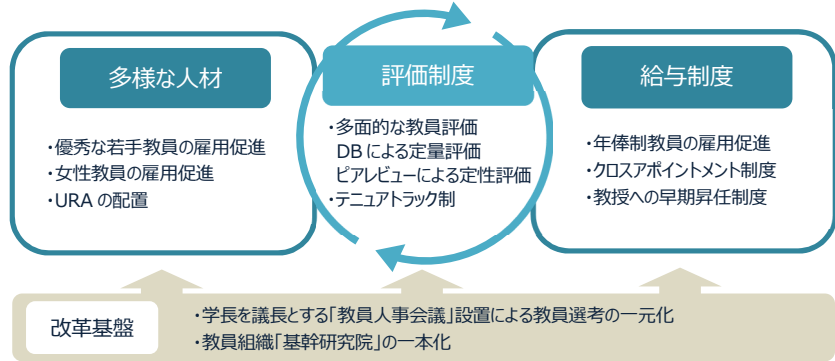 多様な人材
・優秀な若手教員の雇用促進
・女性教員の雇用促進
・URA の配置
評価制度
・多面的な教員評価
DB による定量評価
ピアレビューによる定性評価
・テニュアトラック制
給与制度
・年俸制教員の雇用促進
・クロスアポイントメント制度
・教授への早期昇任制度
改革基盤
・学長を議長とする「教員人事会議」設置による教員選考の一元化
・教員組織「基幹研究院」の一本化